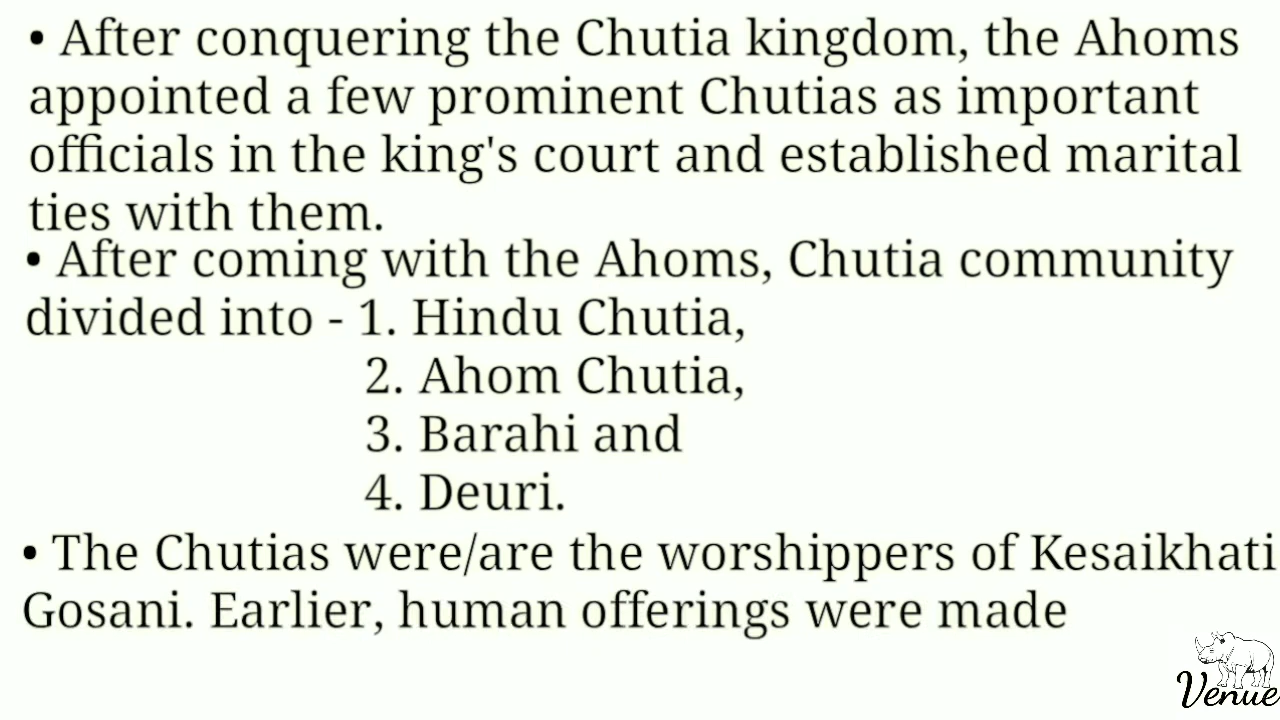 • After conquering the Chutia kingdom, the Ahoms
appointed a few prominent Chutias as important
officials in the king's court and established marital
ties with them.
• After coming with the Ahoms, Chutia community
divided into - 1. Hindu Chutia,
2. Ahom Chutia,
3. Barahi and
4. Deuri.
• The Chutias were/are the worshippers of Kesaikhati
Gosani. Earlier, human offerings were made
Venue